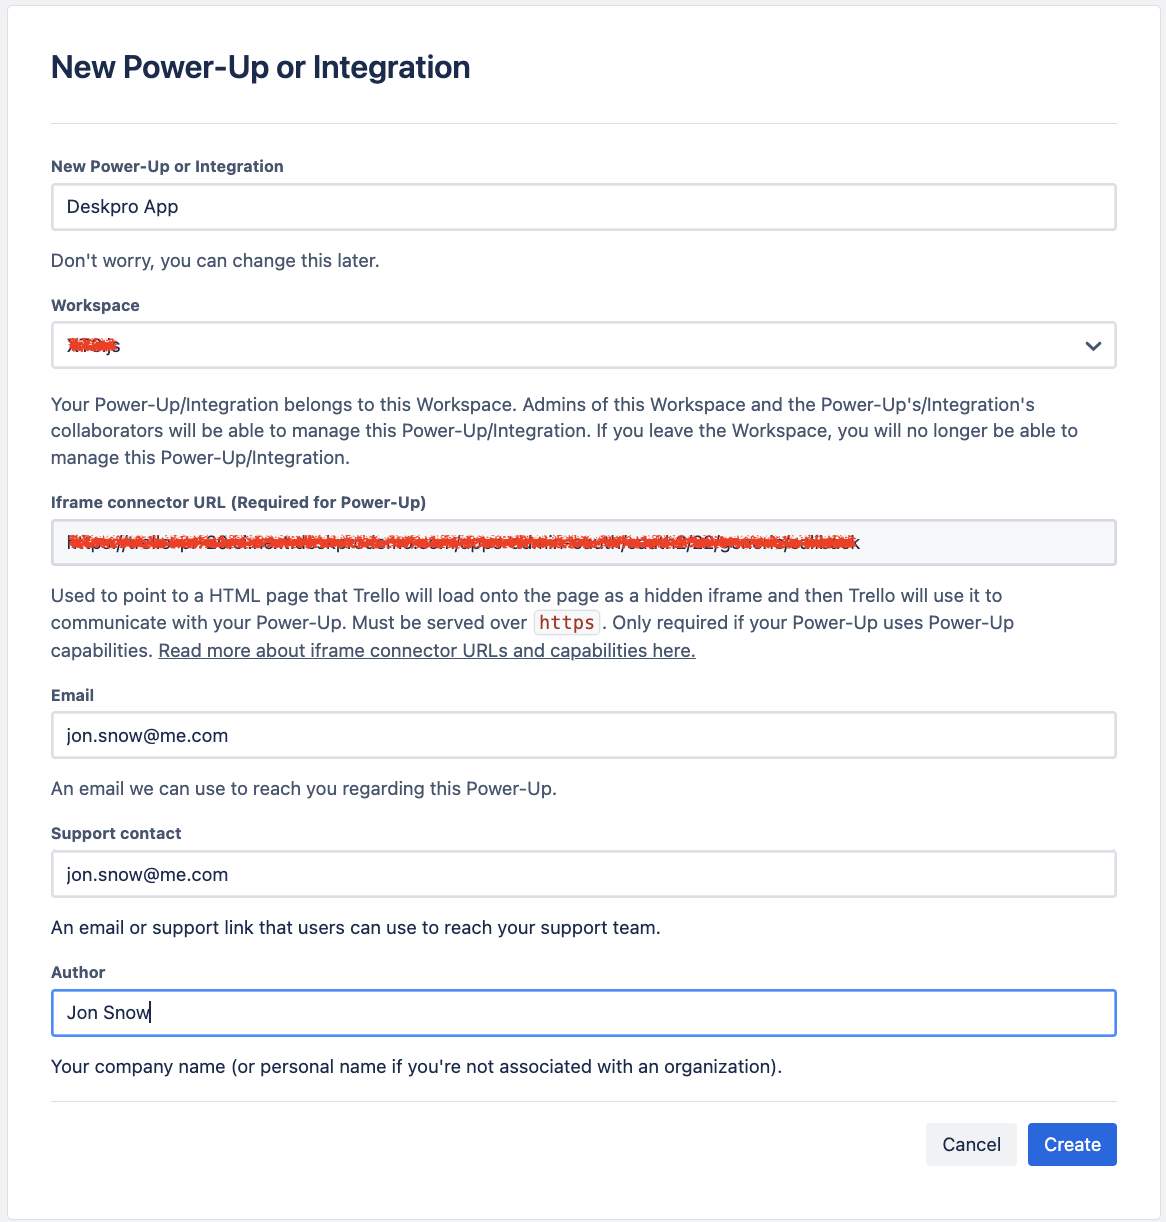 New Power-Up or Integration
New Power-Up or Integration
Deskpro App
Don't worry, you can change this later.
Workspace
Your Power-Up/Integration belongs to this Workspace. Admins of this Workspace and the Power-Up's/Integration's
collaborators will be able to manage this Power-Up/Integration. If you leave the Workspace, you will no longer be able to
manage this Power-Up/Integration.
Iframe connector URL (Required for Power-Up)
Used to point to a HTML page that Trello will load onto the page as a hidden iframe and then Trello will use it to
communicate with your Power-Up. Must be served over https. Only required if your Power-Up uses Power-Up
capabilities. Read more about iframe connector URLs and capabilities here.
Email
jon.snow@me.com
An email we can use to reach you regarding this Power-Up.
Support contact
jon.snow@me.com
An email or support link that users can use to reach your support team.
Author
Jon Snow
Your company name (or personal name if you're not associated with an organization).
Cancel Create